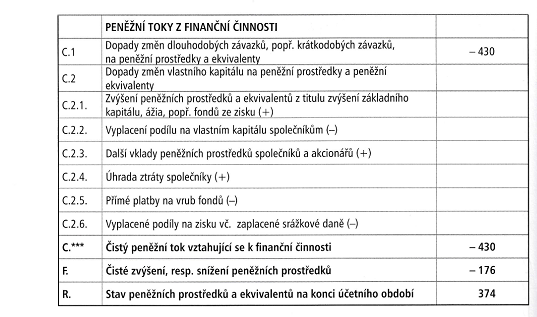 PENĚŽNÍ TOKY Z FINANČNÍ ČINNOSTI
C.1 Dopady změn dlouhodobých závazků, popř. krátkodobých závazků, – 430
na peněžní prostředky a ekvivalenty
C.2 Dopady změn vlastního kapitálu na peněžní prostředky a peněžní
ekvivalenty
C.2.1. Zvýšení peněžních prostředků a ekvivalentů z titulu zvýšení základního
kapitálu, ážia, popř. fondů ze zisku (+)
C.2.2. Vyplacení podílu na vlastním kapitálu společníkům (–)
C.2.3. Další vklady peněžních prostředků společníků a akcionářů (+)
C.2.4. Úhrada ztráty společníky (+)
C.2.5. Přímé platby na vrub fondů (–)
C.2.6. Vyplacené podíly na zisku vč. zaplacené srážkové daně (–)
C.*** Čistý peněžní tok vztahující se k finanční činnosti – 430
F. Čisté zvýšení, resp. snížení peněžních prostředků – 176
R. Stav peněžních prostředků a ekvivalentů na konci účetního období 374